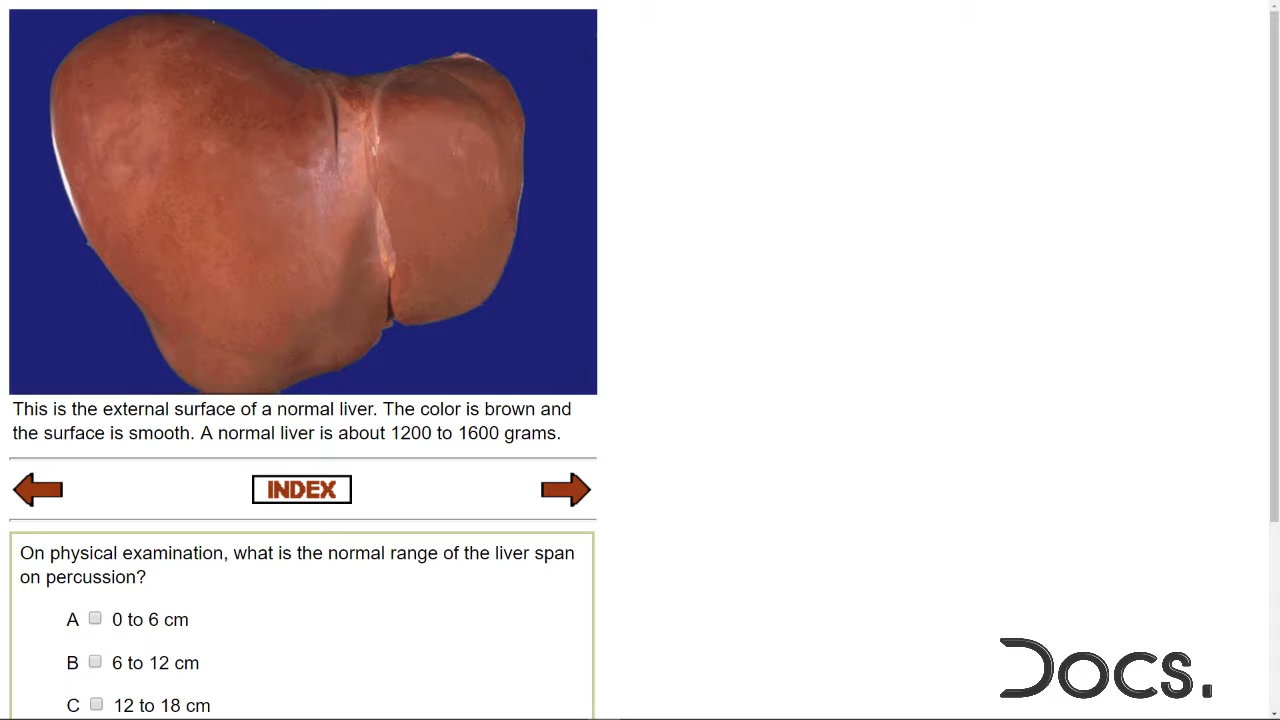 This is the external surface of a normal liver. The color is brown and
the surface is smooth. A normal liver is about 1200 to 1600 grams.
INDEX
On physical examination, what is the normal range of the liver span
on percussion?
A 0 to 6 cm
B 6 to 12 cm
C 12 to 18 cm
DOCS.